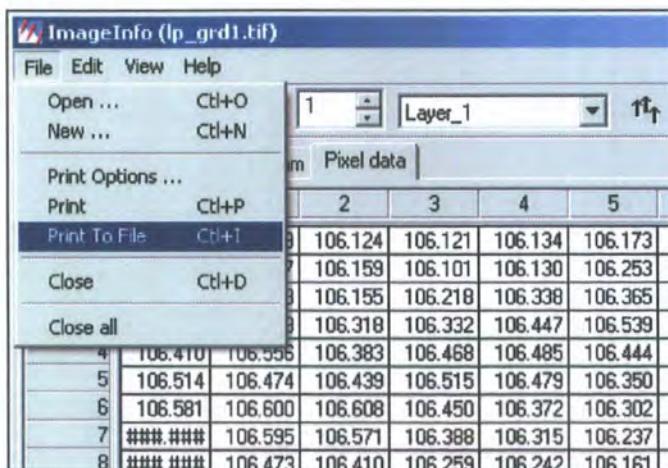 ImageInfo (lp_grd1.tif)
File Edit View Help
Open ... Ctl+O
New ... Ctl+N
Print Options ...
Print Ctl+P
Print To File Ctl+I
Close Ctl+D
Close all
1 Layer_1
m Pixel data
2 3 4 5
106.124 106.121 106.134 106.173
106.159 106.101 106.130 106.253
106.155 106.218 106.338 106.365
106.318 106.332 106.447 106.539
4 106.410 106.556 106.383 106.468 106.485 106.444
5 106.514 106.474 106.439 106.515 106.479 106.350
6 106.581 106.600 106.608 106.450 106.372 106.302
7 ###.### 106.595 106.571 106.388 106.315 106.237
8 ###.### 106.473 106.410 106.259 106.242 106.161